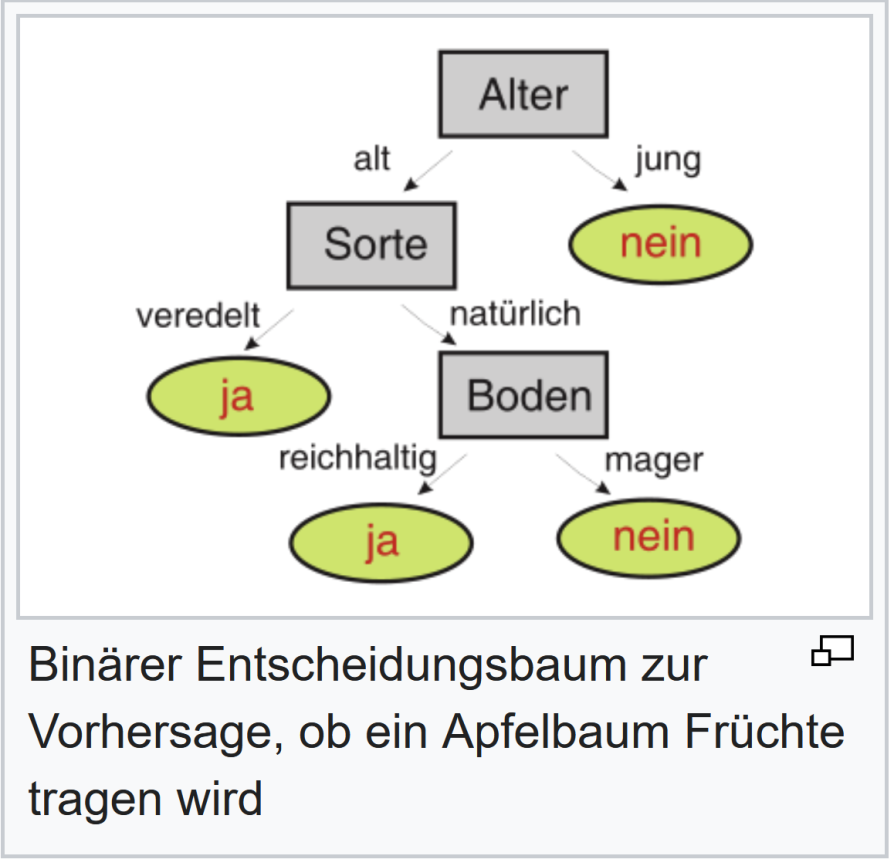 Alter
alt
jung
Sorte
nein
veredelt
natürlich
ja
Boden
reichhaltig
mager
ja
nein
Binärer Entscheidungsbaum zur
Vorhersage, ob ein Apfelbaum Früchte
tragen wird